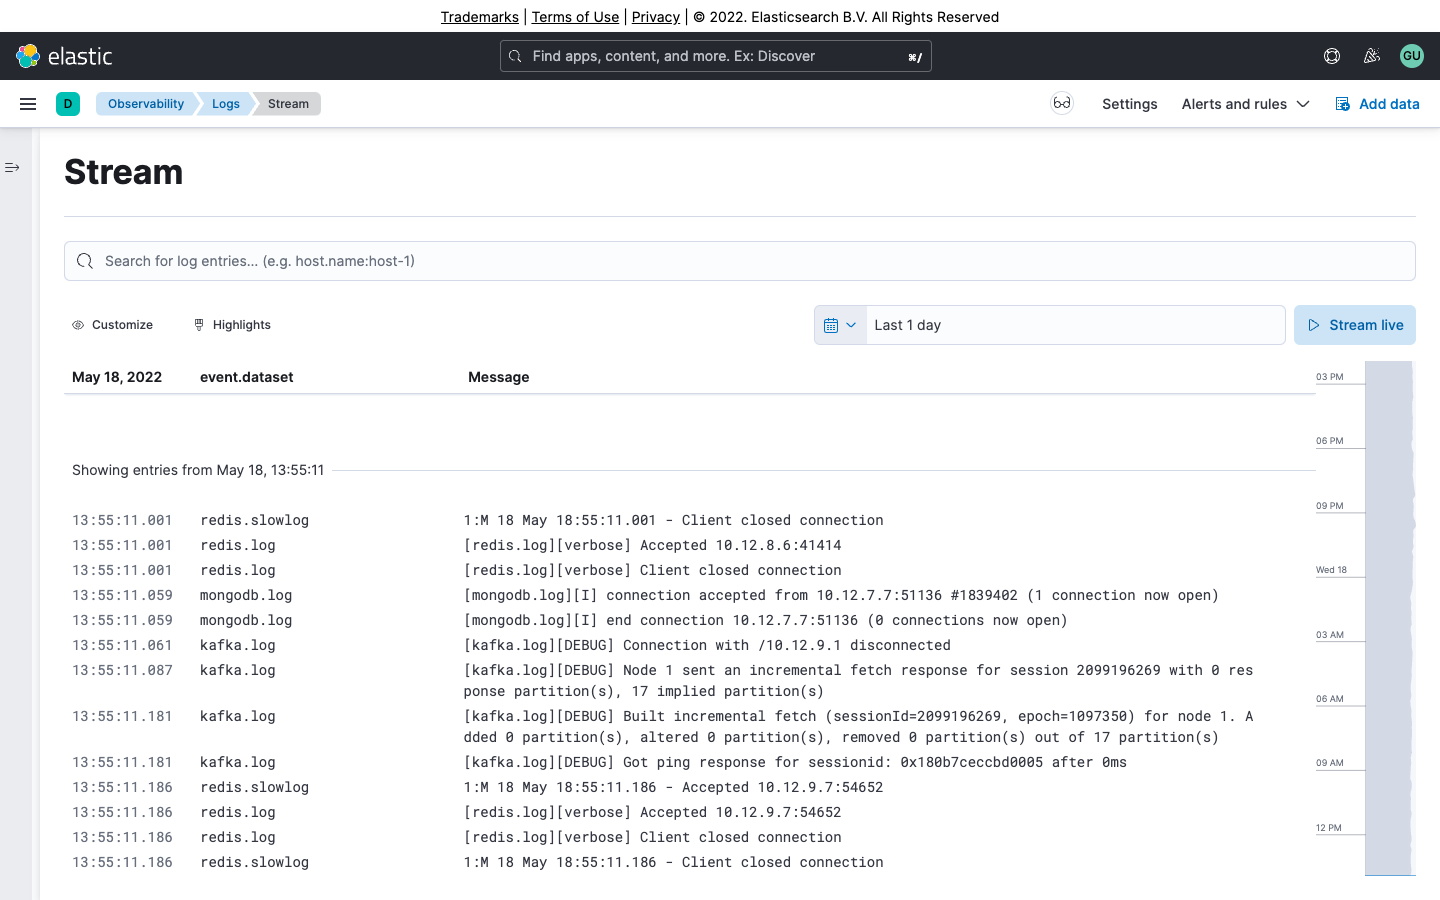 Trademarks | Terms of Use | Privacy | © 2022. Elasticsearch B.V. All Rights Reserved
elastic
Find apps, content, and more. Ex: Discover
⌘/
GU
D
Observability
Logs
Stream
Settings
Alerts and rules
Add data
Stream
Search for log entries... (e.g. host.name:host-1)
Customize
Highlights
Last 1 day
Stream live
May 18, 2022 event.dataset Message
Showing entries from May 18, 13:55:11
13:55:11.001 redis.slowlog 1:M 18 May 18:55:11.001 - Client closed connection
13:55:11.001 redis.log [redis.log][verbose] Accepted 10.12.8.6:41414
13:55:11.001 redis.log [redis.log][verbose] Client closed connection
13:55:11.059 mongodb.log [mongodb.log][I] connection accepted from 10.12.7.7:51136 #1839402 (1 connection now open)
13:55:11.059 mongodb.log [mongodb.log][I] end connection 10.12.7.7:51136 (0 connections now open)
13:55:11.061 kafka.log [kafka.log][DEBUG] Connection with /10.12.9.1 disconnected
13:55:11.087 kafka.log [kafka.log][DEBUG] Node 1 sent an incremental fetch response for session 2099196269 with 0 res
ponse partition(s), 17 implied partition(s)
13:55:11.181 kafka.log [kafka.log][DEBUG] Built incremental fetch (sessionId=2099196269, epoch=1097350) for node 1. A
dded 0 partition(s), altered 0 partition(s), removed 0 partition(s) out of 17 partition(s)
13:55:11.181 kafka.log [kafka.log][DEBUG] Got ping response for sessionid: 0x180b7ceccbd0005 after 0ms
13:55:11.186 redis.slowlog 1:M 18 May 18:55:11.186 - Accepted 10.12.9.7:54652
13:55:11.186 redis.log [redis.log][verbose] Accepted 10.12.9.7:54652
13:55:11.186 redis.log [redis.log][verbose] Client closed connection
13:55:11.186 redis.slowlog 1:M 18 May 18:55:11.186 - Client closed connection
03 PM
06 PM
09 PM
Wed 18
03 AM
06 AM
09 AM
12 PM